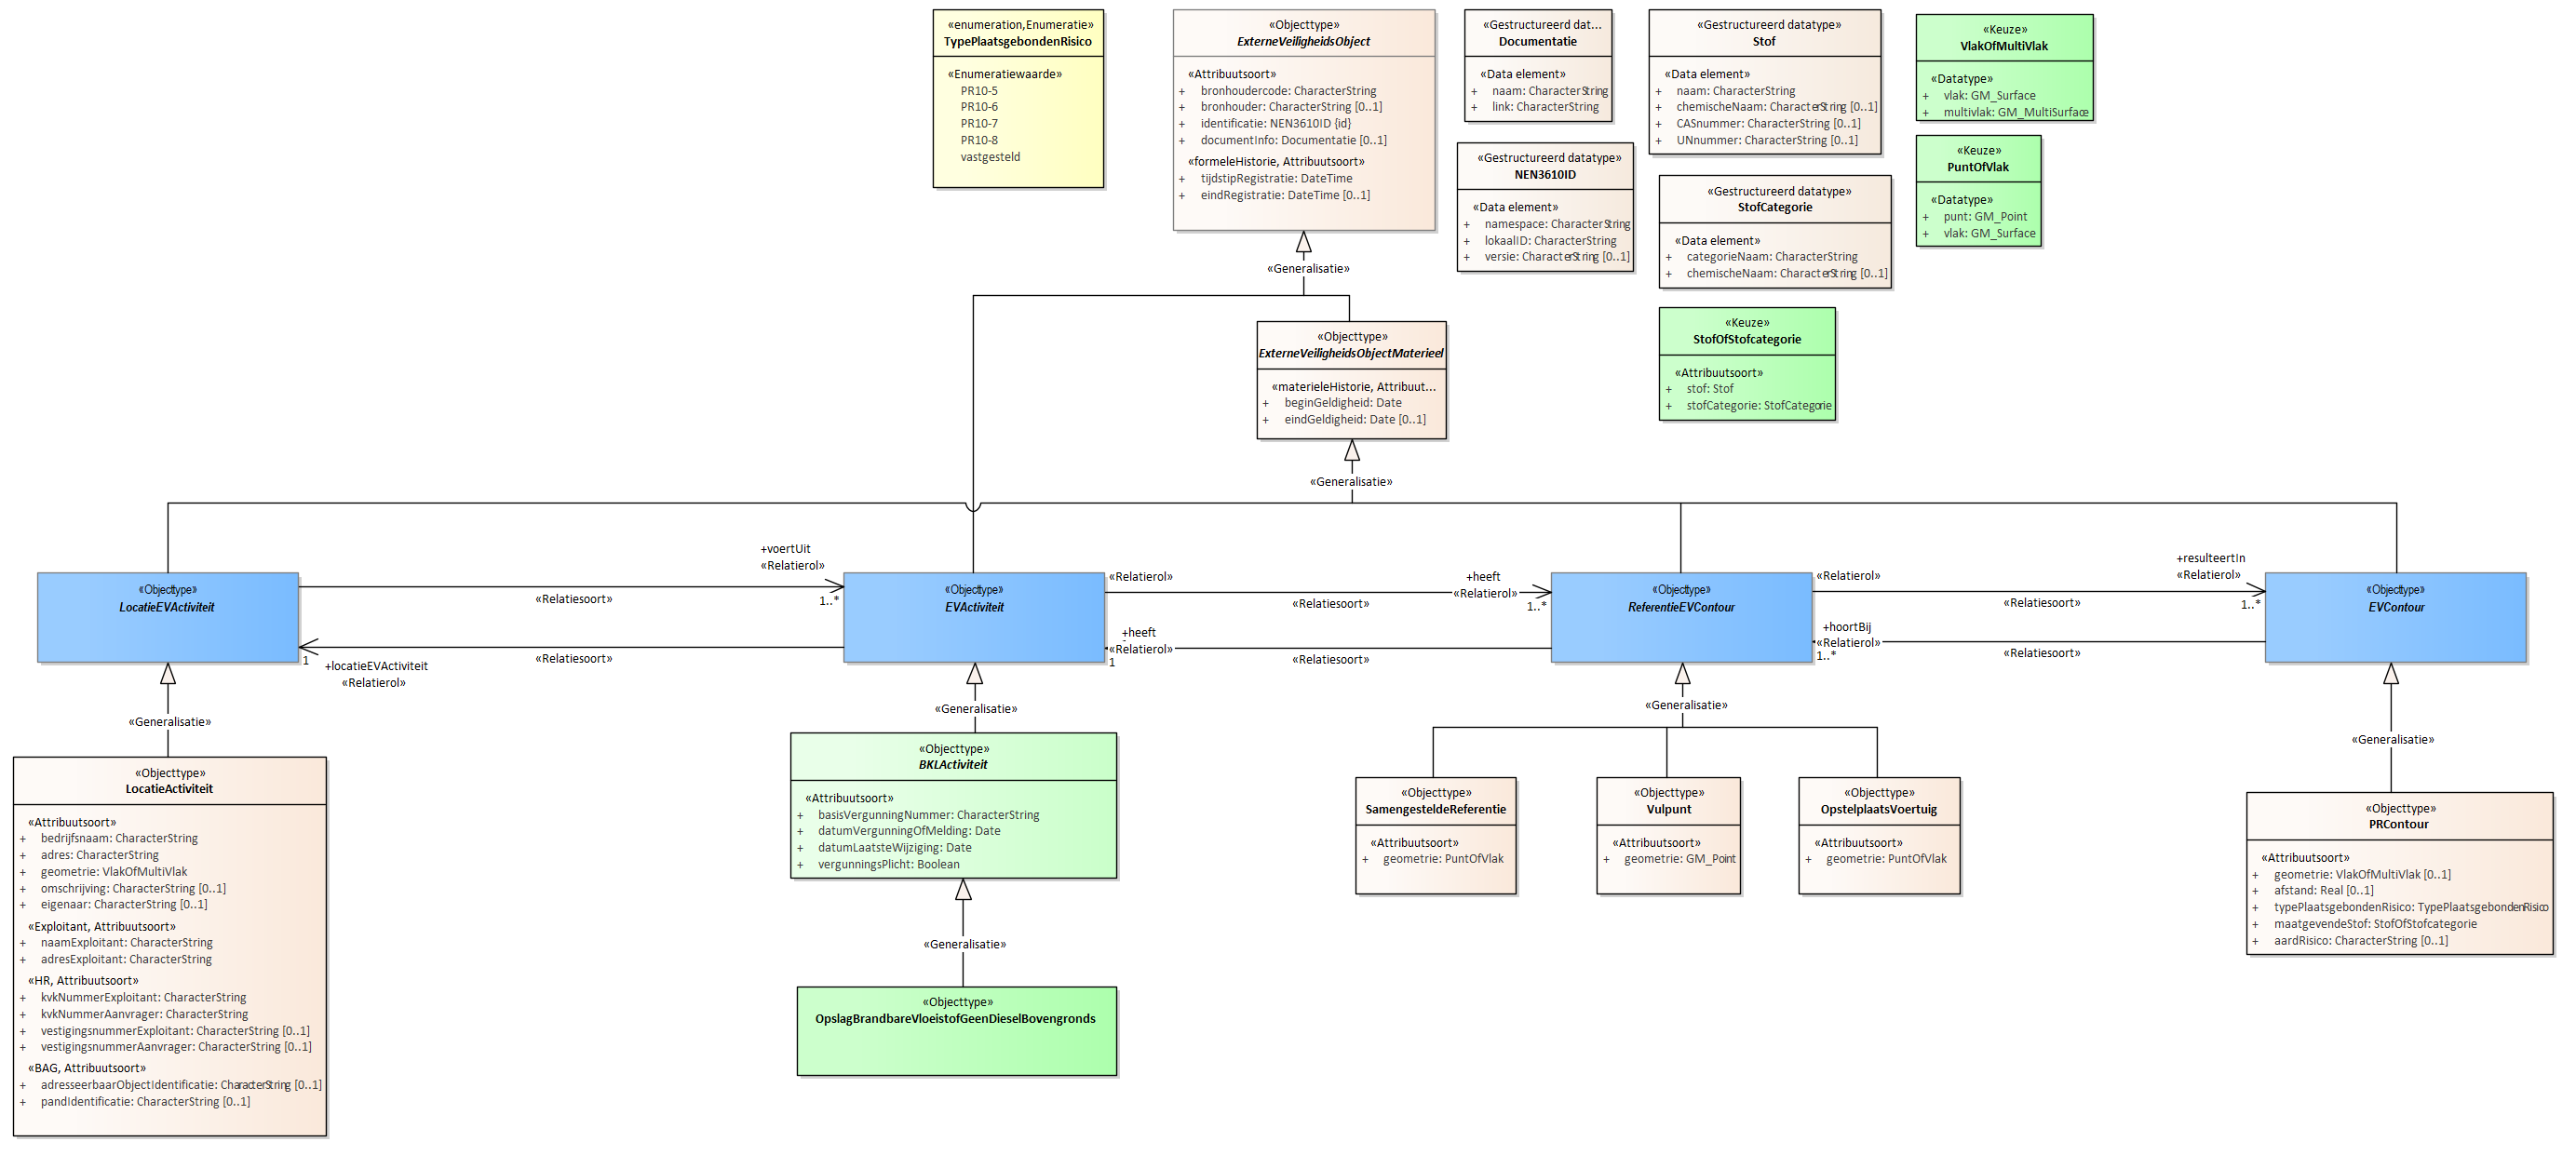 «enumeration,Enumeratie»
TypePlaatsgebondenRisico
«Enumeratiewaarde»
PR10-5
PR10-6
PR10-7
PR10-8
vastgesteld
«Objecttype»
ExterneVeiligheidsObject
«Attribuutsoort»
+ bronhoudercode: CharacterString
+ bronhouder: CharacterString [0..1]
+ identificatie: NEN3610ID {id}
+ documentInfo: Documentatie [0..1]
«formeleHistorie, Attribuutsoort»
+ tijdstipRegistratie: DateTime
+ eindRegistratie: DateTime [0..1]
«Gestructureerd dat...
Documentatie
«Data element»
+ naam: CharacterString
+ link: CharacterString
«Gestructureerd datatype»
NEN3610ID
«Data element»
+ namespace: CharacterString
+ lokaalID: CharacterString
+ versie: CharacterString [0..1]
«Gestructureerd datatype»
Stof
«Data element»
+ naam: CharacterString
+ chemischeNaam: CharacterString [0..1]
+ CASnummer: CharacterString [0..1]
+ UNnummer: CharacterString [0..1]
«Gestructureerd datatype»
StofCategorie
«Data element»
+ categorieNaam: CharacterString
+ chemischeNaam: CharacterString [0..1]
«Keuze»
StofOfStofcategorie
«Attribuutsoort»
+ stof: Stof
+ stofCategorie: StofCategorie
«Keuze»
VlakOfMultiVlak
«Datatype»
+ vlak: GM_Surface
+ multivlak: GM_MultiSurface
«Keuze»
PuntOfVlak
«Datatype»
+ punt: GM_Point
+ vlak: GM_Surface
«Generalisatie»
«Objecttype»
ExterneVeiligheidsObjectMaterieel
«materieleHistorie, Attribuut...
+ beginGeldigheid: Date
+ eindGeldigheid: Date [0..1]
«Generalisatie»
«Objecttype»
LocatieEVActiviteit
+voertUit
«Relatierol»
1..*
«Relatiesoort»
1
+locatieEVActiviteit
«Relatierol»
«Relatiesoort»
«Objecttype»
EVActiviteit
«Relatierol»
+heeft
«Relatierol»
1..*
«Relatiesoort»
+heeft
«Relatierol»
1
«Relatiesoort»
«Objecttype»
ReferentieEVContour
«Relatierol»
+resulteertIn
«Relatierol»
1..*
«Relatiesoort»
+hoortBij
«Relatierol»
1..*
«Relatiesoort»
«Objecttype»
EVContour
«Generalisatie»
«Generalisatie»
«Generalisatie»
«Generalisatie»
«Objecttype»
LocatieActiviteit
«Attribuutsoort»
+ bedrijfsnaam: CharacterString
+ adres: CharacterString
+ geometrie: VlakOfMultiVlak
+ omschrijving: CharacterString [0..1]
+ eigenaar: CharacterString [0..1]
«Exploitant, Attribuutsoort»
+ naamExploitant: CharacterString
+ adresExploitant: CharacterString
«HR, Attribuutsoort»
+ kvkNummerExploitant: CharacterString
+ kvkNummerAanvrager: CharacterString
+ vestigingsnummerExploitant: CharacterString [0..1]
+ vestigingsnummerAanvrager: CharacterString [0..1]
«BAG, Attribuutsoort»
+ adresseerbaarObjectIdentificatie: CharacterString [0..1]
+ pandIdentificatie: CharacterString [0..1]
«Objecttype»
BKLActiviteit
«Attribuutsoort»
+ basisVergunningNummer: CharacterString
+ datumVergunningOfMelding: Date
+ datumLaatsteWijziging: Date
+ vergunningsPlicht: Boolean
«Generalisatie»
«Objecttype»
OpslagBrandbareVloeistofGeenDieselBovengronds
«Objecttype»
SamengesteldeReferentie
«Attribuutsoort»
+ geometrie: PuntOfVlak
«Objecttype»
Vulpunt
«Attribuutsoort»
+ geometrie: GM_Point
«Objecttype»
OpstelplaatsVoertuig
«Attribuutsoort»
+ geometrie: PuntOfVlak
«Objecttype»
PRContour
«Attribuutsoort»
+ geometrie: VlakOfMultiVlak [0..1]
+ afstand: Real [0..1]
+ typePlaatsgebondenRisico: TypePlaatsgebondenRisico
+ maatgevendeStof: StofOfStofcategorie
+ aardRisico: CharacterString [0..1]